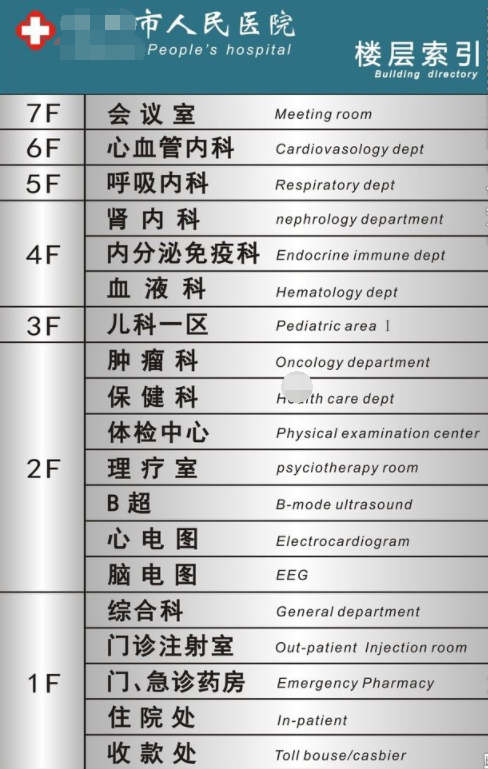 市人民医院
People's hospital
楼层索引
Building directory
7F 会议室 Meeting room
6F 心血管内科 Cardiovasology dept
5F 呼吸内科 Respiratory dept
4F
肾内科 nephrology department
内分泌免疫科 Endocrine immune dept
血液科 Hematology dept
3F 儿科一区 Pediatric area I
2F
肿瘤科 Oncology department
保健科 Health care dept
体检中心 Physical examination center
理疗室 psyciotherapy room
B超 B-mode ultrasound
心电图 Electrocardiogram
脑电图 EEG
1F
综合科 General department
门诊注射室 Out-patient Injection room
门、急诊药房 Emergency Pharmacy
住院处 In-patient
收款处 Toll bouse/casbier